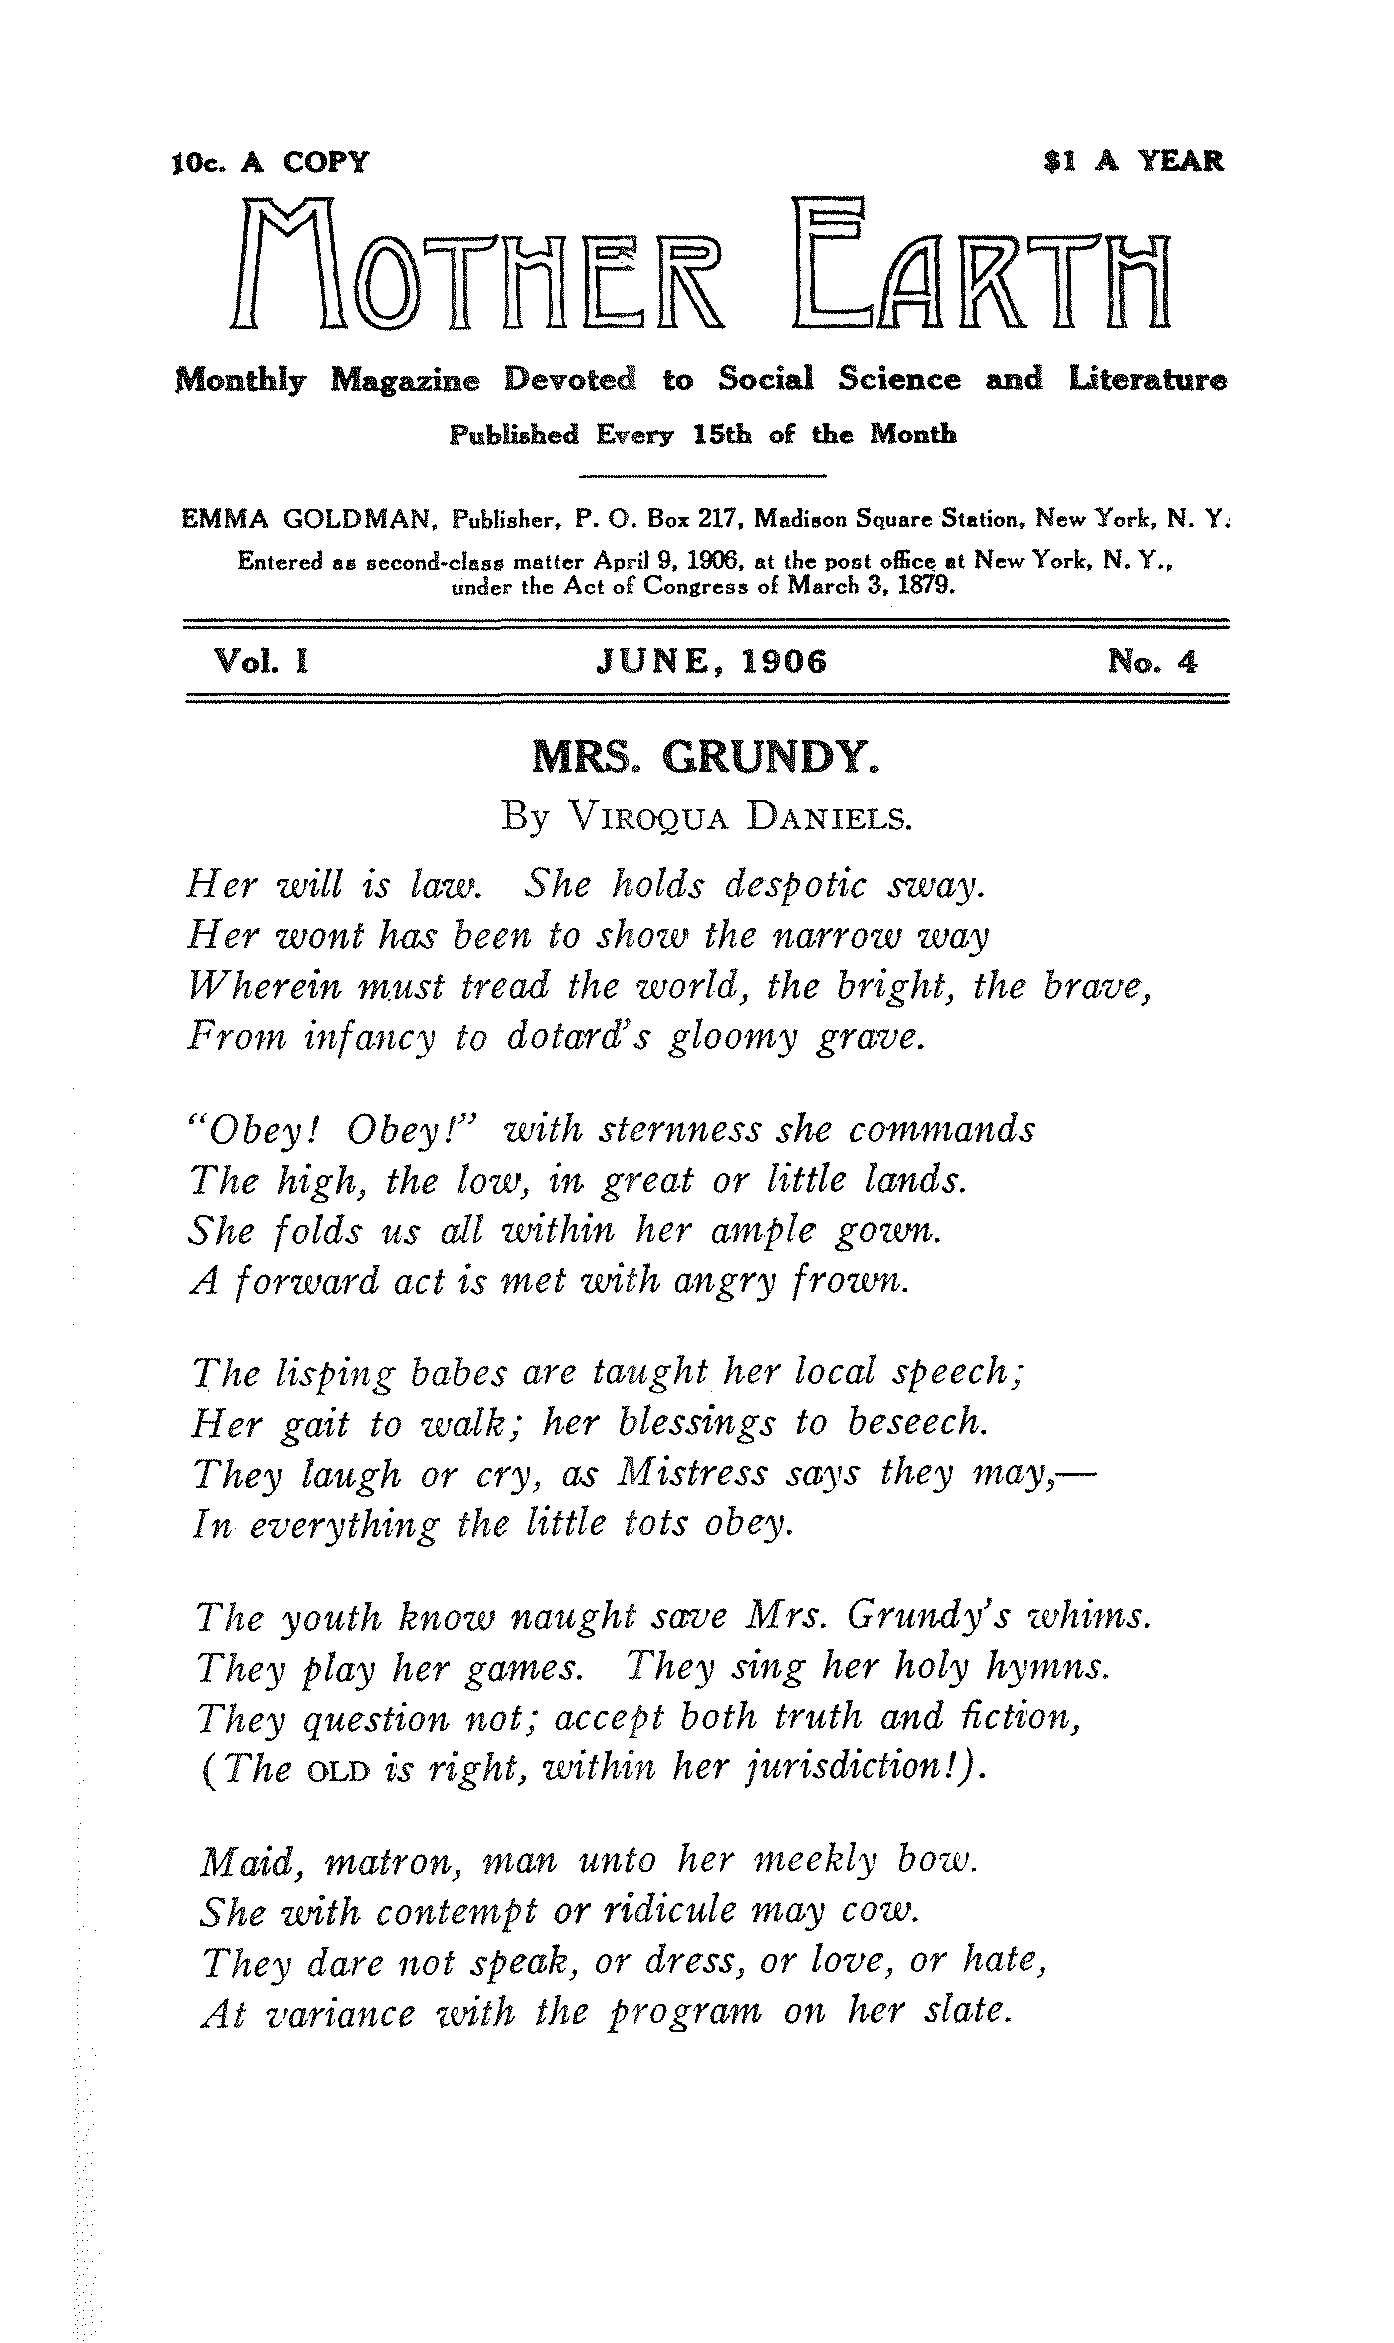 10c. A COPY $1 A YEAR
MOTHER EARTH
Monthly Magazine Devoted to Social Science and Literature
Published Every 15th of the Month
EMMA GOLDMAN, Publisher, P. O. Box 217, Madison Square Station, New York, N. Y.
Entered as second-class matter April 9, 1906, at the post office at New York, N. Y.,
under the Act of Congress of March 3, 1879.
Vol. I JUNE, 1906 No. 4
MRS. GRUNDY.
By VIROQUA DANIELS.
Her will is law. She holds despotic sway.
Her wont has been to show the narrow way
Wherein must tread the world, the bright, the brave,
From infancy to dotard's gloomy grave.
"Obey! Obey!" with sternness she commands
The high, the low, in great or little lands.
She folds us all within her ample gown.
A forward act is met with angry frown.
The lisping babes are taught her local speech;
Her gait to walk; her blessings to beseech.
They laugh or cry, as Mistress says they may,—
In everything the little tots obey.
The youth know naught save Mrs. Grundy's whims.
They play her games. They sing her holy hymns.
They question not; accept both truth and fiction,
(The OLD is right, within her jurisdiction!).
Maid, matron, man unto her meekly bow.
She with contempt or ridicule may cow.
They dare not speak, or dress, or love, or hate,
At variance with the program on her slate.